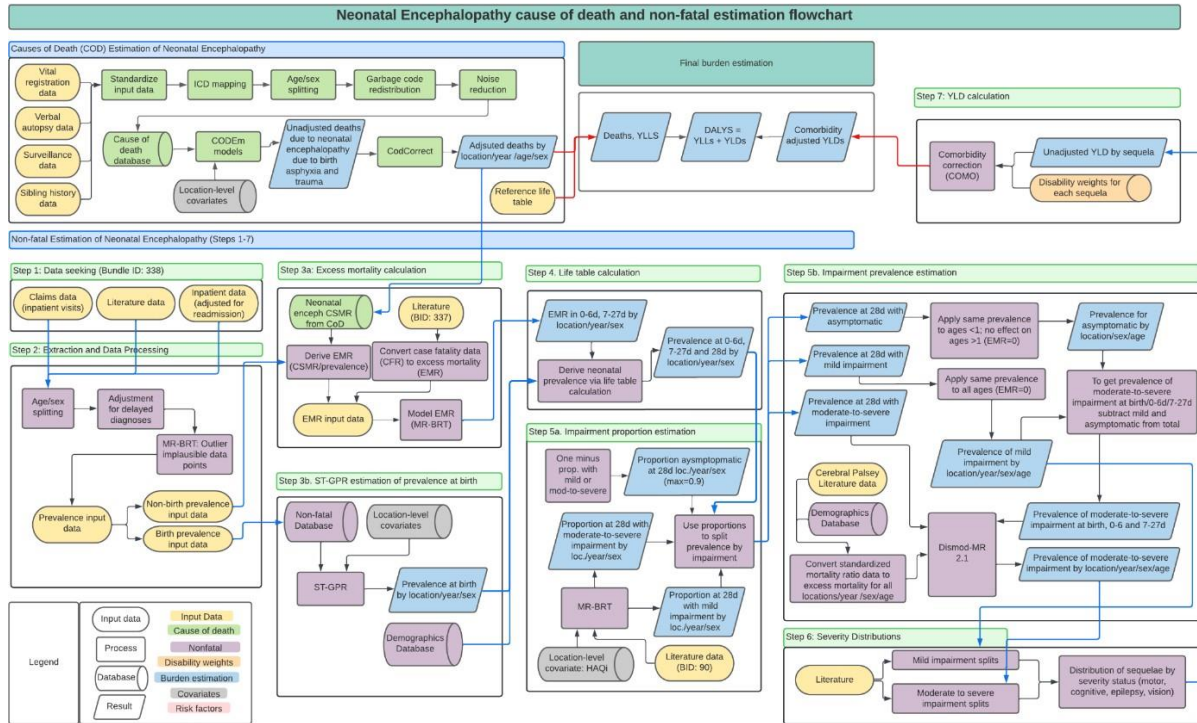 Neonatal Encephalopathy cause of death and non-fatal estimation flowchart
Causes of Death (COD) Estimation of Neonatal Encephalopathy
Vital
registration
data
Verbal
autopsy data
Surveillance
data
Sibling history
data
Standardize
input data
ICD mapping
Age/sex
splitting
Garbage code
redistribution
Noise
reduction
Cause of
death
database
CODEm
models
Location-level
covariates
Unadjusted deaths
due to neonatal
encephalopathy
due to birth
asphyxia and
trauma
CodCorrect
Adjsuted deaths by
location/year /age/sex
Final burden estimation
Deaths, YLLS
DALYS =
YLLs + YLDs
Comorbidity
adjusted YLDs
Reference life
table
Step 7: YLD calculation
Comorbidity
correction
(COMO)
Unadjusted YLD by sequela
Disability weights for
each sequela
Non-fatal Estimation of Neonatal Encephalopathy (Steps 1-7)
Step 1: Data seeking (Bundle ID: 338)
Claims data
(inpatient visits)
Literature data
Inpatient data
(adjusted for
readmission)
Step 2: Extraction and Data Processing
Age/sex
splitting
Adjustment
for delayed
diagnoses
MR-BRT: Outlier
implausible data
points
Prevalence input
data
Non-birth prevalence
input data
Birth prevalence
input data
Step 3a: Excess mortality calculation
Neonatal
enceph CSMR
from CoD
Literature
(BID: 337)
Derive EMR
(CSMR/prevalence)
Convert case fatality data
(CFR) to excess mortality
(EMR)
EMR input data
Model EMR
(MR-BRT)
Step 3b. ST-GPR estimation of prevalence at birth
Non-fatal
Database
Location-level
covariates
ST-GPR
Prevalence at birth
by location/year/sex
Demographics
Database
Step 4. Life table calculation
EMR in 0-6d, 7-27d by
location/year/sex
Derive neonatal
prevalence via life table
calculation
Prevalence at 0-6d,
7-27d and 28d by
location/year/sex
Step 5a. Impairment proportion estimation
One minus
prop. with
mild or
mod-to-severe
Proportion aysmptopmatic
at 28d loc./year/sex
(max=0.9)
Proportion at 28d with
moderate-to-severe
impairment by
loc./year/sex
Use proportions
to split
prevalence by
impairment
MR-BRT
Proportion at 28d
with mild
impairment by
loc./year/sex
Location-level
covariate: HAQi
Literature data
(BID: 90)
Step 5b. Impairment prevalence estimation
Prevalence at 28d with
asymptomatic
Apply same prevalence
to ages <1; no effect on
ages >1 (EMR=0)
Prevalence for
asymptomatic by
location/sex/age
Prevalence at 28d with mild
impairment
Apply same prevalence
to all ages (EMR=0)
Prevalence at 28d with
moderate-to-severe
impairment
To get prevalence of
moderate-to-severe
impairment at birth/0-6d/7-27d
subtract mild and
asymptomatic from total
Prevalence of mild
impairment by
location/year/sex/age
Cerebral Palsey
Literature data
Demographics
Database
Convert standardized
mortality ratio data to
excess mortality for all
locations/year /sex/age
Dismod-MR
2.1
Prevalence of moderate-to-severe
impairment at birth, 0-6 and 7-27d
Prevalence of moderate-to-severe
impairment by location/year/sex/age
Step 6: Severity Distributions
Literature
Mild impairment splits
Moderate to severe
impairment splits
Distribution of sequelae by
severity status (motor,
cognitive, epilepsy, vision)
Legend
Input data
Process
Database
Result
Input Data
Cause of death
Nonfatal
Disability weights
Burden estimation
Covariates
Risk factors